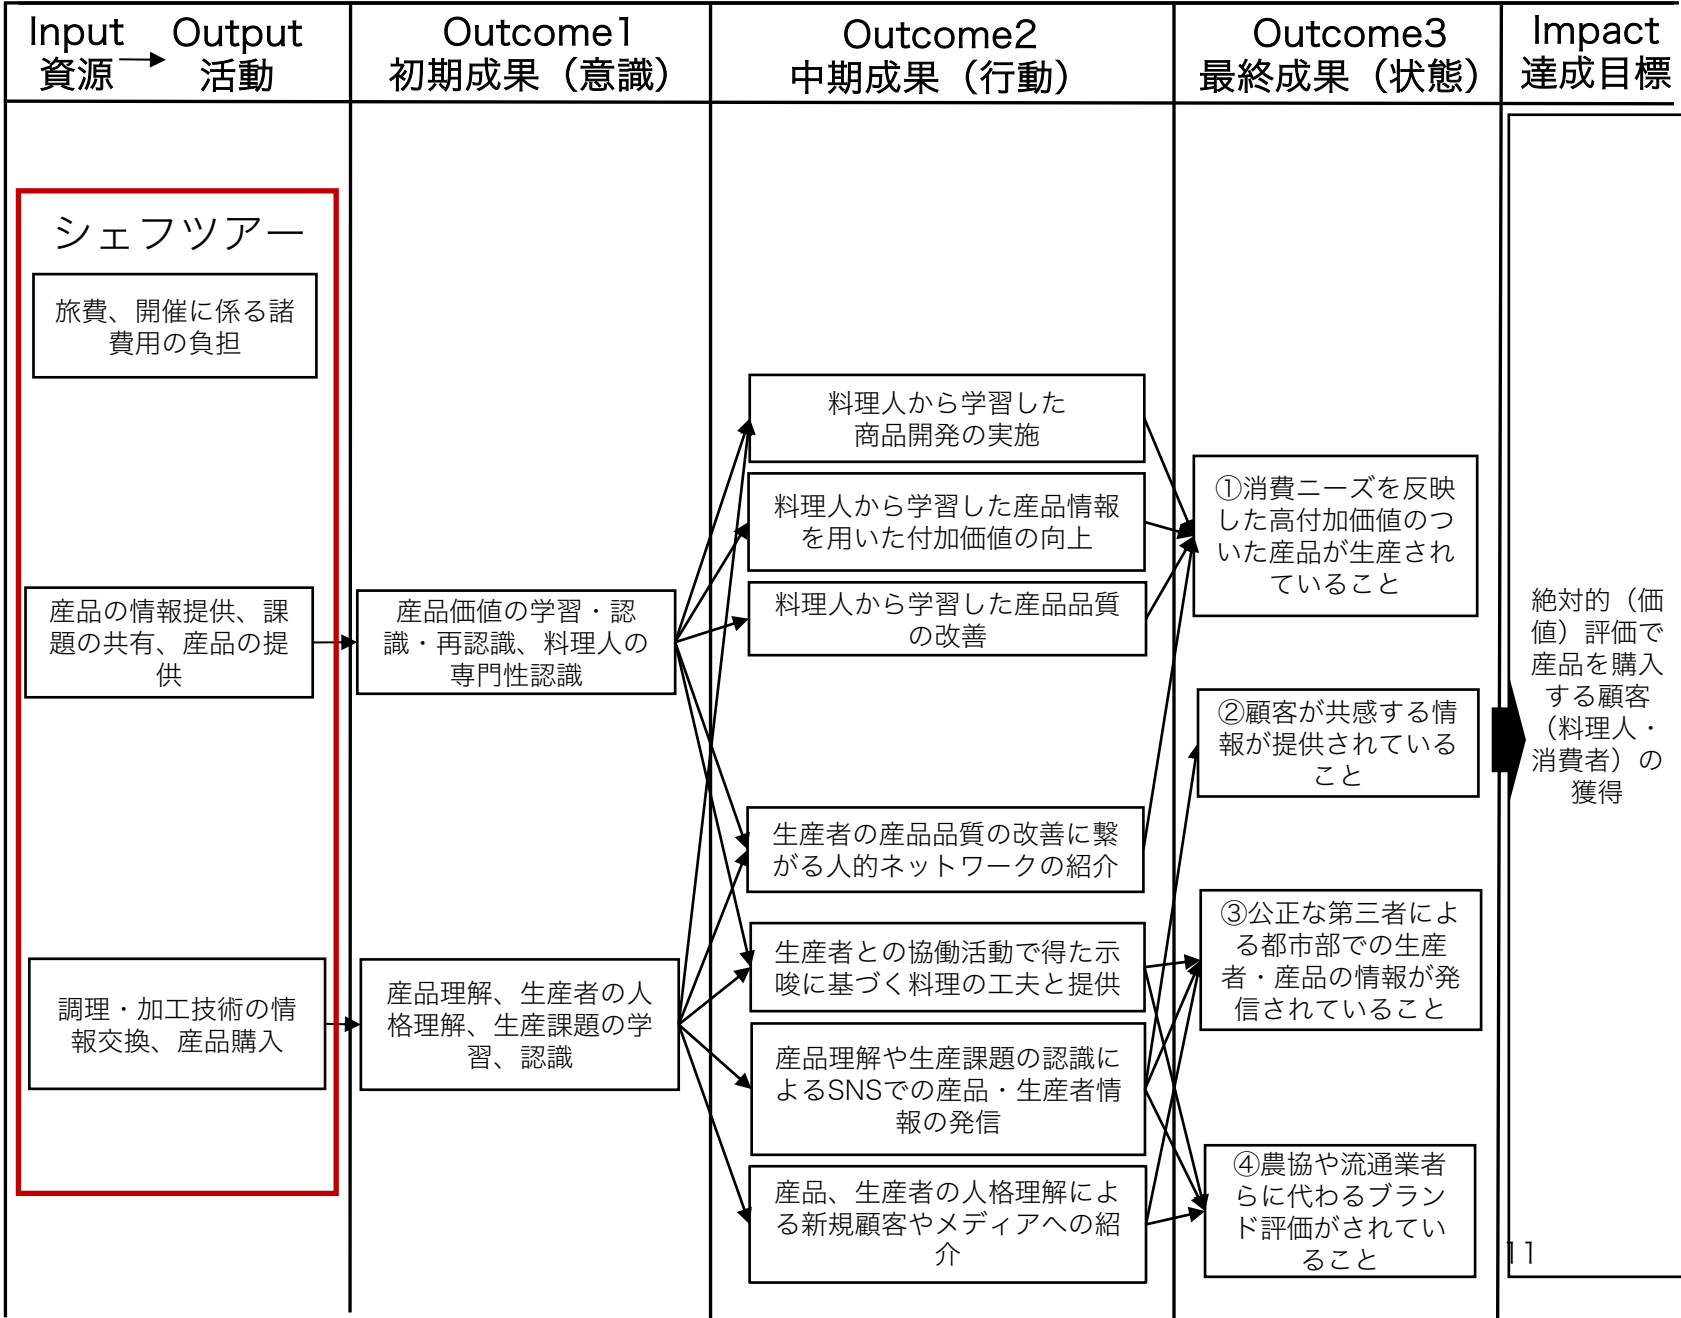 Input
資源
Output
活動
Outcome1
初期成果（意識）
Outcome2
中期成果（行動）
Outcome3
最終成果（状態）
Impact
達成目標
シェフツアー
旅費、開催に係る諸
費用の負担
産品の情報提供、課
題の共有、産品の提
供
調理・加工技術の情
報交換、産品購入
産品価値の学習・認
識・再認識、料理人の
専門性認識
産品理解、生産者の人
格理解、生産課題の学
習、認識
料理人から学習した
商品開発の実施
料理人から学習した産品情報
を用いた付加価値の向上
料理人から学習した産品品質
の改善
生産者の産品品質の改善に繋
がる人的ネットワークの紹介
生産者との協働活動で得た示
唆に基づく料理の工夫と提供
産品理解や生産課題の認識に
よるSNSでの産品・生産者情
報の発信
産品、生産者の人格理解によ
る新規顧客やメディアへの紹
介
①消費ニーズを反映
した高付加価値のつ
いた産品が生産され
ていること
②顧客が共感する情
報が提供されている
こと
③公正な第三者によ
る都市部での生産
者・産品の情報が発
信されていること
④農協や流通業者
らに代わるブラン
ド評価がされてい
ること
絶対的（価
値）評価で
産品を購入
する顧客
（料理人・
消費者）の
獲得
11